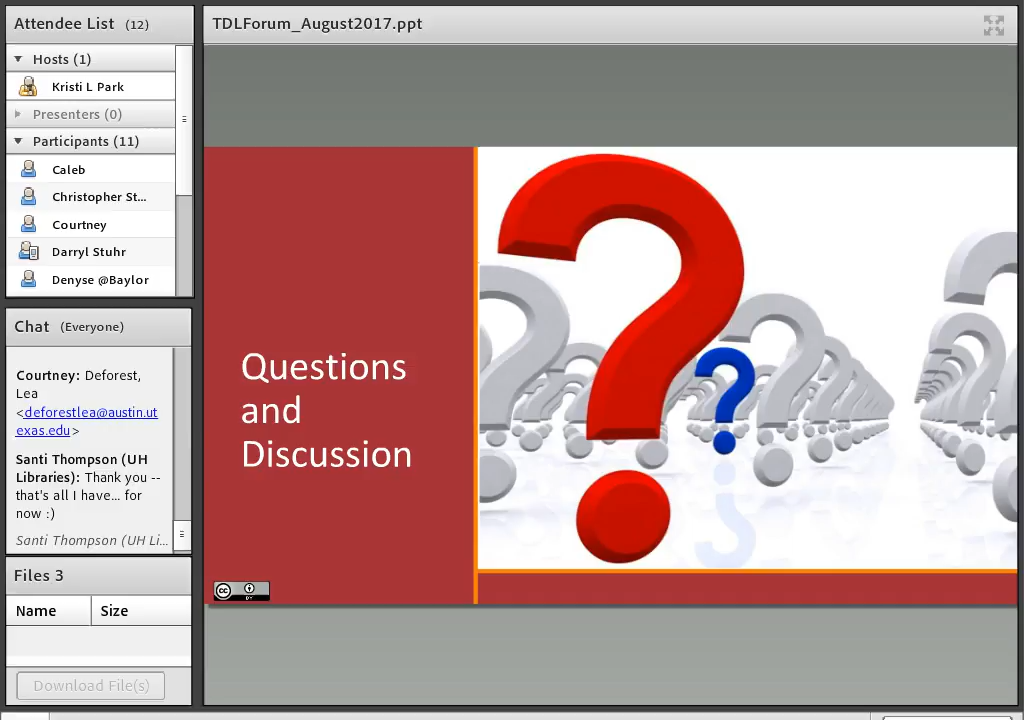 Attendee List (12)
Hosts (1)
Kristi L Park
Presenters (0)
Participants (11)
Caleb
Christopher St...
Courtney
Darryl Stuhr
Denyse @Baylor
Chat (Everyone)
Courtney: Deforest,
Lea
<deforestlea@austin.ut
exas.edu>
Santi Thompson (UH
Libraries): Thank you --
that's all I have... for
now :)
Santi Thompson (UH Li...
Files 3
Name Size
Download File(s)
TDLForum_August2017.ppt
Questions
and
Discussion
cc
BY